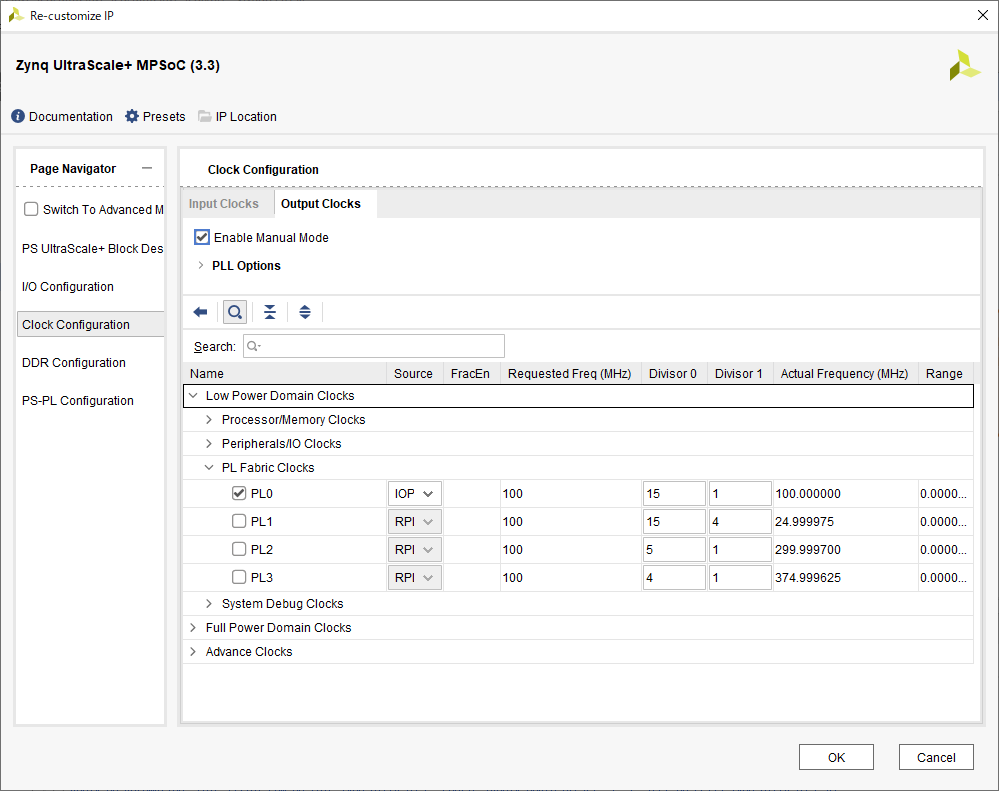 Re-customize IP
Zynq UltraScale+ MPSoC (3.3)
Documentation Presets IP Location
Page Navigator
Switch To Advanced M
PS UltraScale+ Block Des
I/O Configuration
Clock Configuration
DDR Configuration
PS-PL Configuration
Clock Configuration
Input Clocks Output Clocks
Enable Manual Mode
PLL Options
Search:
Name Source FracEn Requested Freq (MHz) Divisor 0 Divisor 1 Actual Frequency (MHz) Range
Low Power Domain Clocks
Processor/Memory Clocks
Peripherals/IO Clocks
PL Fabric Clocks
PL0 IOP 100 15 1 100.000000 0.0000...
PL1 RPI 100 15 4 24.999975 0.0000...
PL2 RPI 100 5 1 299.999700 0.0000...
PL3 RPI 100 4 1 374.999625 0.0000...
System Debug Clocks
Full Power Domain Clocks
Advance Clocks
OK Cancel